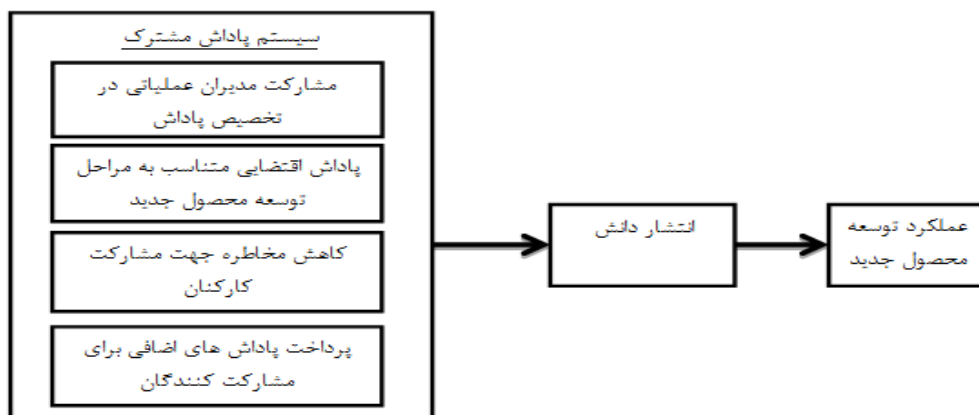 سیستم پاداش مشترک
مشارکت مدیران عملیاتی در
تخصیص پاداش
پاداش اقتضایی متناسب به مراحل
توسعه محصول جدید
کاهش مخاطره جهت مشارکت
کارکنان
پرداخت پاداش های اضافی برای
مشارکت کنندگان
انتشار دانش
عملکرد توسعه
محصول جدید